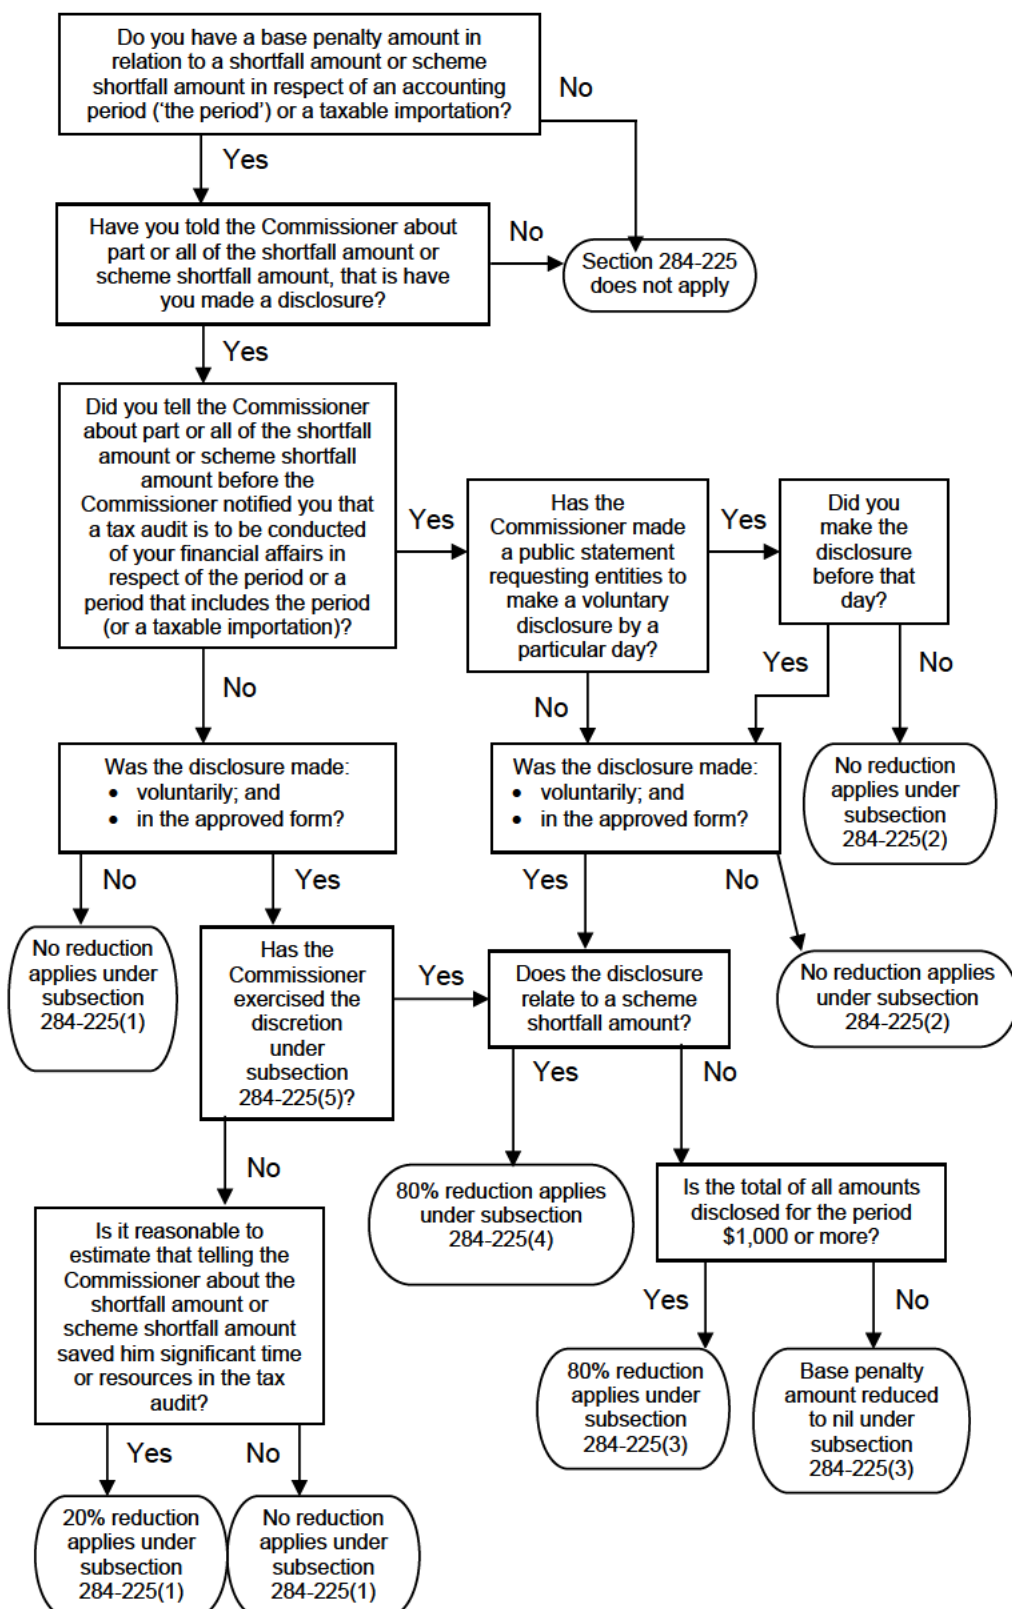 Do you have a base penalty amount in
relation to a shortfall amount or scheme
shortfall amount in respect of an accounting
period (‘the period’) or a taxable importation?
No
Yes
Have you told the Commissioner about
part or all of the shortfall amount or
scheme shortfall amount, that is have
you made a disclosure?
No
Section 284-225
does not apply
Yes
Did you tell the Commissioner
about part or all of the shortfall
amount or scheme shortfall
amount before the
Commissioner notified you that
a tax audit is to be conducted
of your financial affairs in
respect of the period or a
period that includes the period
(or a taxable importation)?
Yes
Has the
Commissioner made
a public statement
requesting entities to
make a voluntary
disclosure by a
particular day?
Yes
Did you
make the
disclosure
before that
day?
No
No
Yes
No
Was the disclosure made:
• voluntarily; and
• in the approved form?
Was the disclosure made:
• voluntarily; and
• in the approved form?
No reduction
applies under
subsection
284-225(2)
No
Yes
Yes
No
No reduction
applies under
subsection
284-225(1)
Has the
Commissioner
exercised the
discretion
under
subsection
284-225(5)?
Yes
Does the disclosure
relate to a scheme
shortfall amount?
No reduction applies
under subsection
284-225(2)
No
Yes
No
Is it reasonable to
estimate that telling the
Commissioner about the
shortfall amount or
scheme shortfall amount
saved him significant time
or resources in the tax
audit?
80% reduction applies
under subsection
284-225(4)
Is the total of all amounts
disclosed for the period
$1,000 or more?
Yes
No
Yes
No
80% reduction
applies under
subsection
284-225(3)
Base penalty
amount reduced
to nil under
subsection
284-225(3)
20% reduction
applies under
subsection
284-225(1)
No reduction
applies under
subsection
284-225(1)